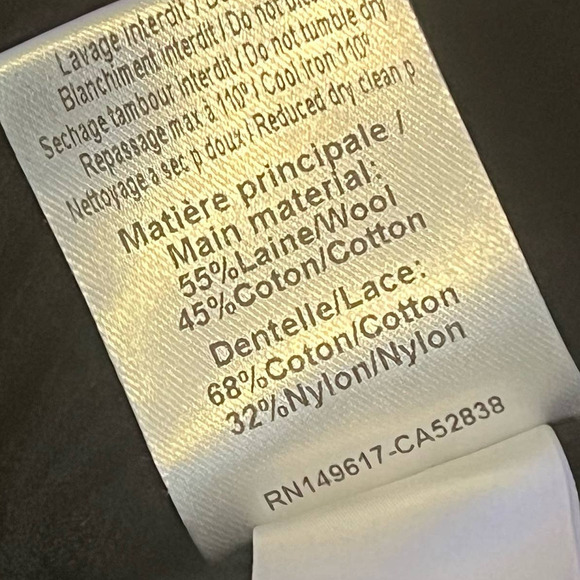 Lavage interdit / Do
Blanchiment interdit / Do not
Sechage tambour interdit / Do not tumble dry
Repassage max à 110° / Cool iron 110°
Nettoyage a sec p doux / Reduced dry clean p
Matière principale /
Main material:
55%Laine/Wool
45%Coton/Cotton
Dentelle/Lace:
68%Coton/Cotton
32%Nylon/Nylon
RN149617-CA52838